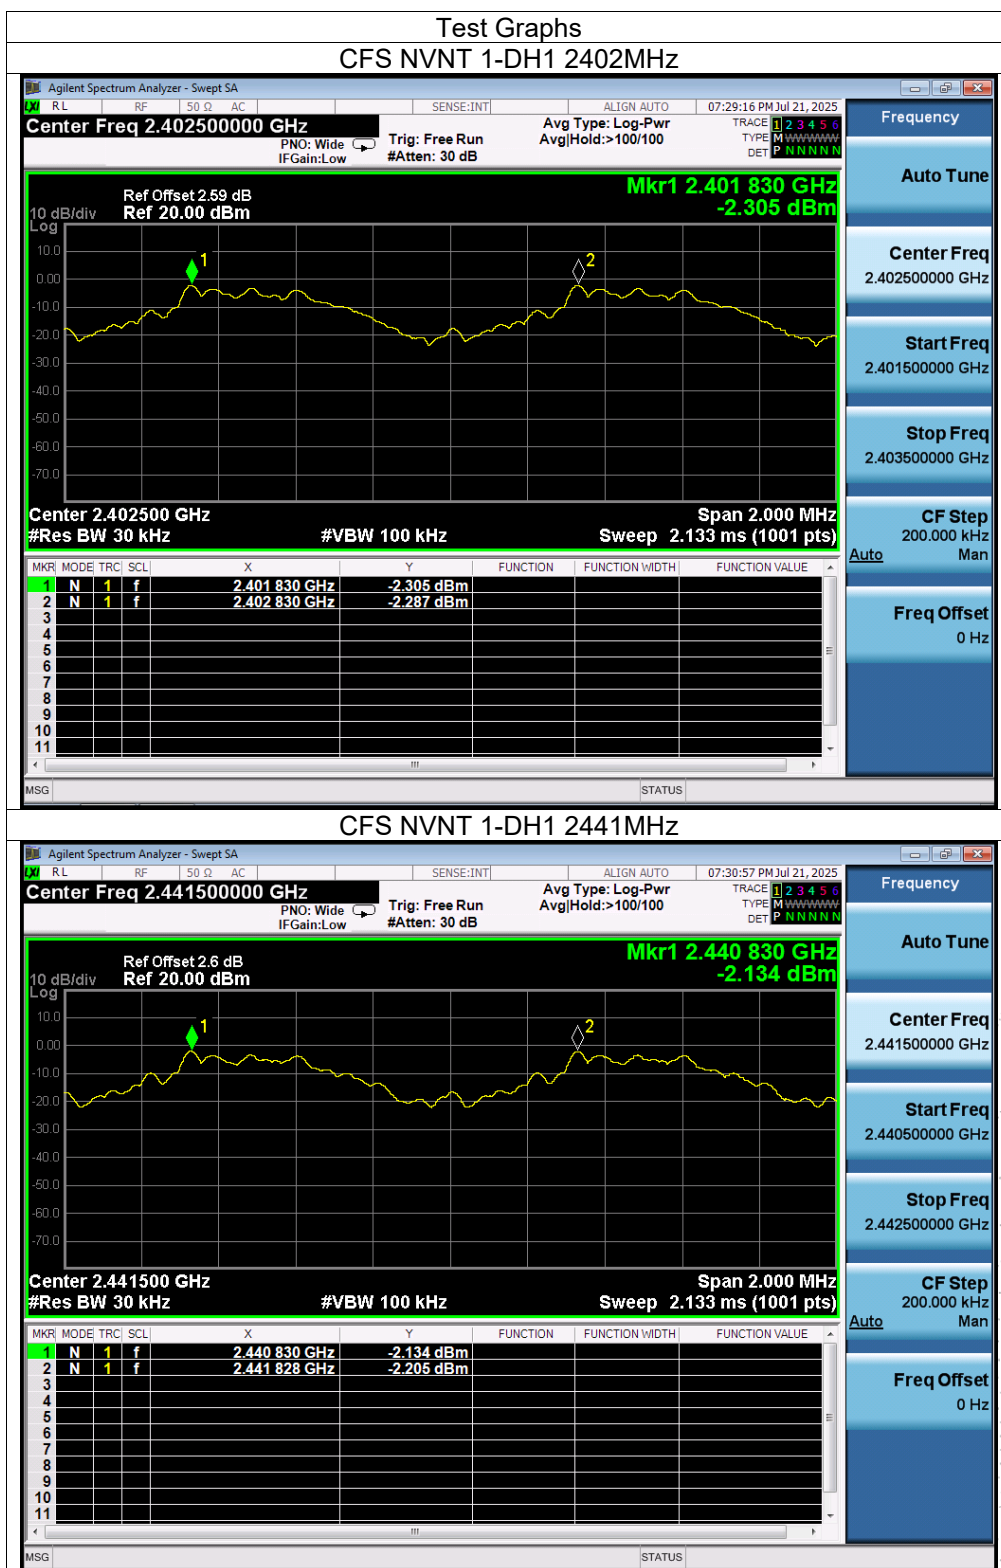 Test Graphs
CFS NVNT 1-DH1 2402MHz
Agilent Spectrum Analyzer - Swept SA
LXI RL RF 50 Ω AC SENSE:INT ALIGN AUTO 07:29:16 PM Jul 21, 2025
Center Freq 2.402500000 GHz
PNO: Wide
IFGain:Low
Trig: Free Run
#Atten: 30 dB
Avg Type: Log-Pwr
Avg|Hold:>100/100
TRACE 1 2 3 4 5 6
TYPE M WWWWW
DET P N N N N N
Mkr1 2.401 830 GHz
-2.305 dBm
Ref Offset 2.59 dB
10 dB/div Ref 20.00 dBm
Log
10.0
0.00
-10.0
-20.0
-30.0
-40.0
-50.0
-60.0
-70.0
1
2
Center 2.402500 GHz Span 2.000 MHz
#Res BW 30 kHz #VBW 100 kHz Sweep 2.133 ms (1001 pts)
MKR MODE TRC SCL X Y FUNCTION FUNCTION WIDTH FUNCTION VALUE
1 N 1 f 2.401 830 GHz -2.305 dBm
2 N 1 f 2.402 830 GHz -2.287 dBm
3
4
5
6
7
8
9
10
11
MSG STATUS
Frequency
Auto Tune
Center Freq
2.402500000 GHz
Start Freq
2.401500000 GHz
Stop Freq
2.403500000 GHz
CF Step
200.000 kHz
Auto Man
Freq Offset
0 Hz
CFS NVNT 1-DH1 2441MHz
Agilent Spectrum Analyzer - Swept SA
LXI RL RF 50 Ω AC SENSE:INT ALIGN AUTO 07:30:57 PM Jul 21, 2025
Center Freq 2.441500000 GHz
PNO: Wide
IFGain:Low
Trig: Free Run
#Atten: 30 dB
Avg Type: Log-Pwr
Avg|Hold:>100/100
TRACE 1 2 3 4 5 6
TYPE M WWWWW
DET P N N N N N
Mkr1 2.440 830 GHz
-2.134 dBm
Ref Offset 2.6 dB
10 dB/div Ref 20.00 dBm
Log
10.0
0.00
-10.0
-20.0
-30.0
-40.0
-50.0
-60.0
-70.0
1
2
Center 2.441500 GHz Span 2.000 MHz
#Res BW 30 kHz #VBW 100 kHz Sweep 2.133 ms (1001 pts)
MKR MODE TRC SCL X Y FUNCTION FUNCTION WIDTH FUNCTION VALUE
1 N 1 f 2.440 830 GHz -2.134 dBm
2 N 1 f 2.441 828 GHz -2.205 dBm
3
4
5
6
7
8
9
10
11
MSG STATUS
Frequency
Auto Tune
Center Freq
2.441500000 GHz
Start Freq
2.440500000 GHz
Stop Freq
2.442500000 GHz
CF Step
200.000 kHz
Auto Man
Freq Offset
0 Hz